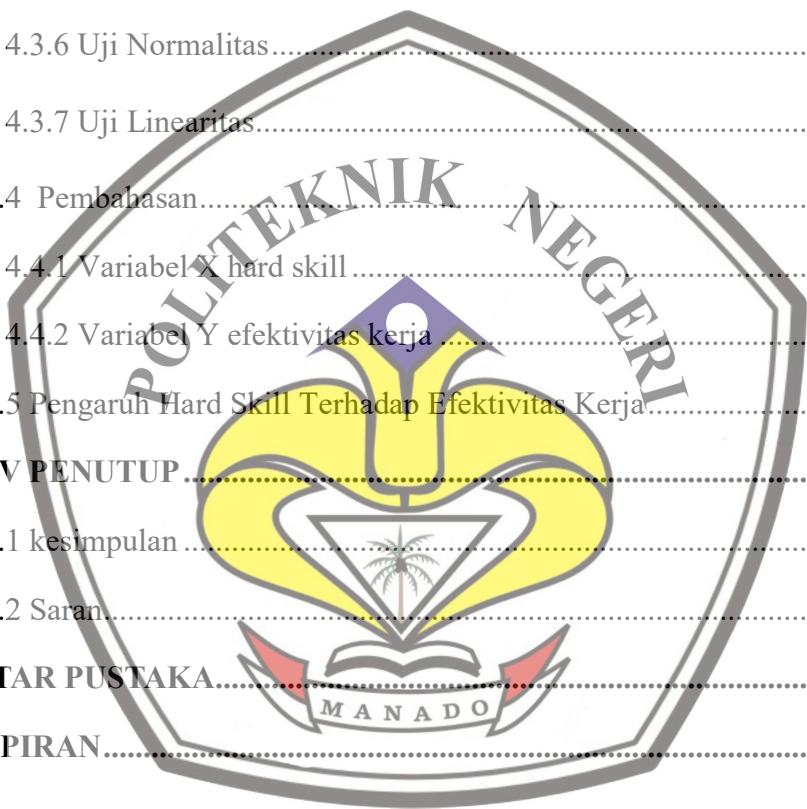 4.3.6 Uji Normalitas........................................................
4.3.7 Uji Linearitas........................................................
.4 Pembahasan........................................................
4.4.1 Variabel X hard skill........................................................
4.4.2 Variabel Y efektivitas kerja........................................................
.5 Pengaruh Hard Skill Terhadap Efektivitas Kerja....................
V PENUTUP........................................................
.1 kesimpulan........................................................
.2 Saran........................................................
TAR PUSTAKA........................................................
PIRAN........................................................
POLITEKNIK NEGERI
MANADO